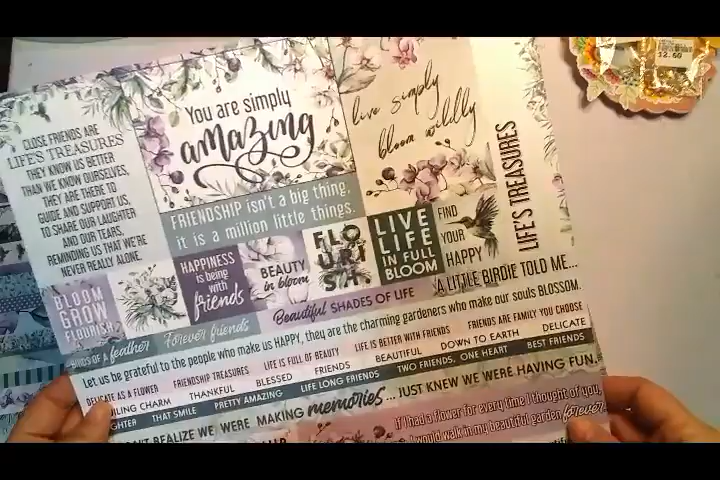 CLOSE FRIENDS ARE
LIFE'S TREASURES
THEY KNOW US BETTER
THAN WE KNOW OURSELVES,
THEY ARE THERE TO
GUIDE AND SUPPORT US,
TO SHARE OUR LAUGHTER
AND OUR TEARS,
REMINDING US THAT WE'RE
NEVER REALLY ALONE.
You are simply
amazing
live simply
bloom wildly
LIFE'S TREASURES
FRIENDSHIP isn't a big thing,
it is a million little things.
BLOOM
GROW
FLOURISH
HAPPINESS
is being
with
friends
BEAUTY
in bloom
FLO
URI
SH
LIVE
LIFE
IN FULL
BLOOM
FIND
YOUR
HAPPY
A LITTLE BIRDIE TOLD ME...
BIRDS OF A feather
Forever friends
Beautiful SHADES OF LIFE
Let us be grateful to the people who make us HAPPY, they are the charming gardeners who make our souls BLOSSOM.
DELICATE AS A FLOWER FRIENDSHIP TREASURES LIFE IS FULL OF BEAUTY LIFE IS BETTER WITH FRIENDS FRIENDS ARE FAMILY YOU CHOOSE
CHARM THANKFUL BLESSED FRIENDS BEAUTIFUL DOWN TO EARTH DELICATE
THAT SMILE PRETTY AMAZING LIFE LONG FRIENDS TWO FRIENDS, ONE HEART BEST FRIENDS
REALIZE WE WERE MAKING memories... JUST KNEW WE WERE HAVING FUN.
If I had a flower for every time I thought of you,
I would walk in my beautiful garden forever
12.60